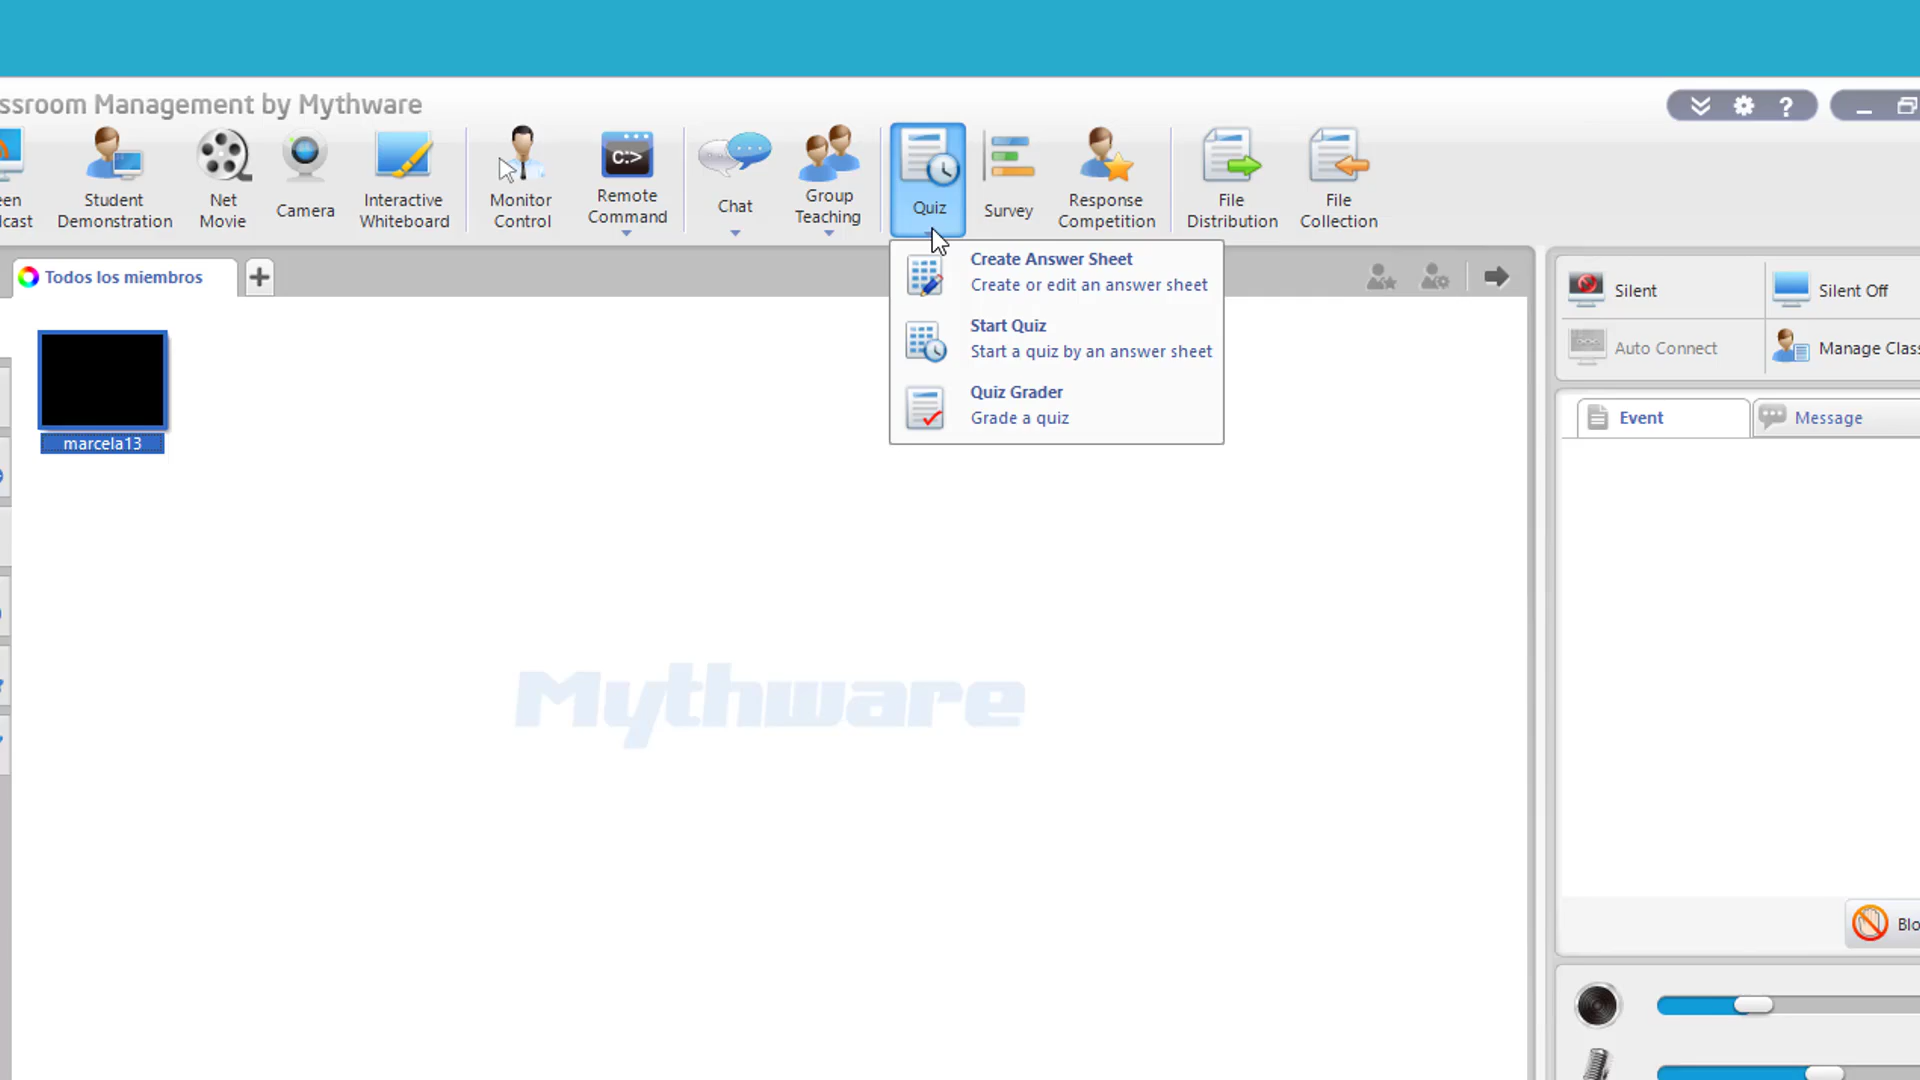 ssroom Management by Mythware
een
cast
Student
Demonstration
Net
Movie
Camera
Interactive
Whiteboard
Monitor
Control
C:>
Remote
Command
Chat
Group
Teaching
Quiz
Survey
Response
Competition
File
Distribution
File
Collection
Todos los miembros
Create Answer Sheet
Create or edit an answer sheet
Start Quiz
Start a quiz by an answer sheet
Quiz Grader
Grade a quiz
marcela13
Silent
Silent Off
Auto Connect
Manage Class
Event
Message
Mythware
Blo